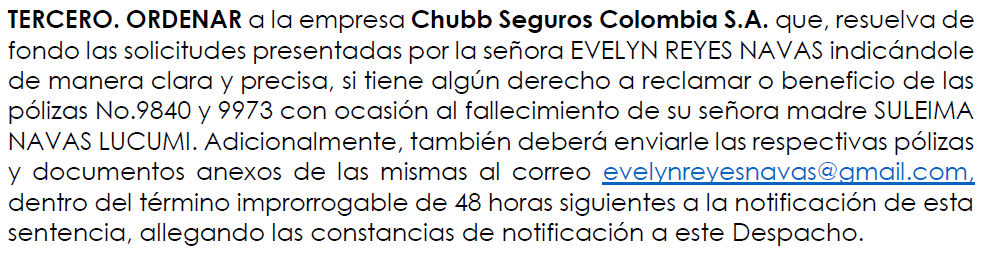 TERCERO. ORDENAR a la empresa Chubb Seguros Colombia S.A. que, resuelva de
fondo las solicitudes presentadas por la señora EVELYN REYES NAVAS indicándole
de manera clara y precisa, si tiene algún derecho a reclamar o beneficio de las
pólizas No.9840 y 9973 con ocasión al fallecimiento de su señora madre SULEIMA
NAVAS LUCUMI. Adicionalmente, también deberá enviarle las respectivas pólizas
y documentos anexos de las mismas al correo evelynreyesnavas@gmail.com,
dentro del término improrrogable de 48 horas siguientes a la notificación de esta
sentencia, allegando las constancias de notificación a este Despacho.